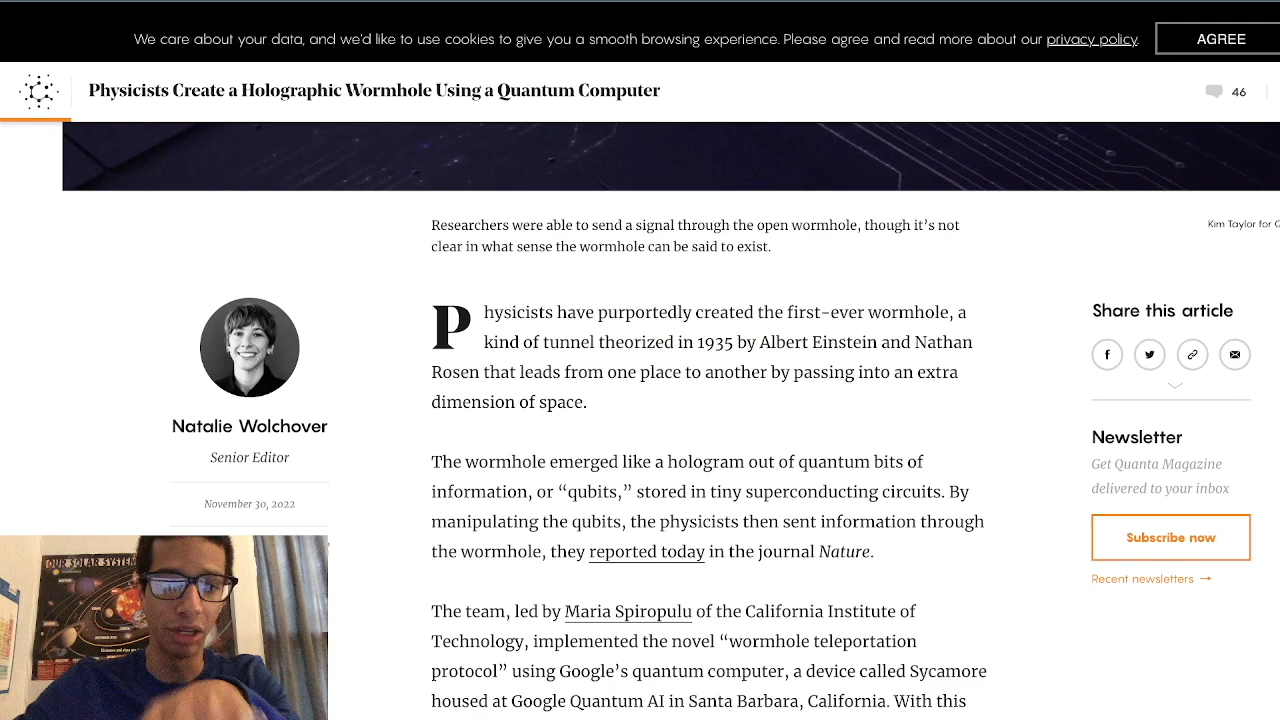 We care about your data, and we'd like to use cookies to give you a smooth browsing experience. Please agree and read more about our privacy policy.
AGREE
Physicists Create a Holographic Wormhole Using a Quantum Computer
46
Researchers were able to send a signal through the open wormhole, though it's not
clear in what sense the wormhole can be said to exist.
Kim Taylor for
Natalie Wolchover
Senior Editor
November 30, 2022
Physicists have purportedly created the first-ever wormhole, a
kind of tunnel theorized in 1935 by Albert Einstein and Nathan
Rosen that leads from one place to another by passing into an extra
dimension of space.
The wormhole emerged like a hologram out of quantum bits of
information, or “qubits,” stored in tiny superconducting circuits. By
manipulating the qubits, the physicists then sent information through
the wormhole, they reported today in the journal Nature.
The team, led by Maria Spiropulu of the California Institute of
Technology, implemented the novel “wormhole teleportation
protocol” using Google's quantum computer, a device called Sycamore
housed at Google Quantum AI in Santa Barbara, California. With this
Share this article
Newsletter
Get Quanta Magazine
delivered to your inbox
Subscribe now
Recent newsletters →
OUR SOLAR SYSTEM